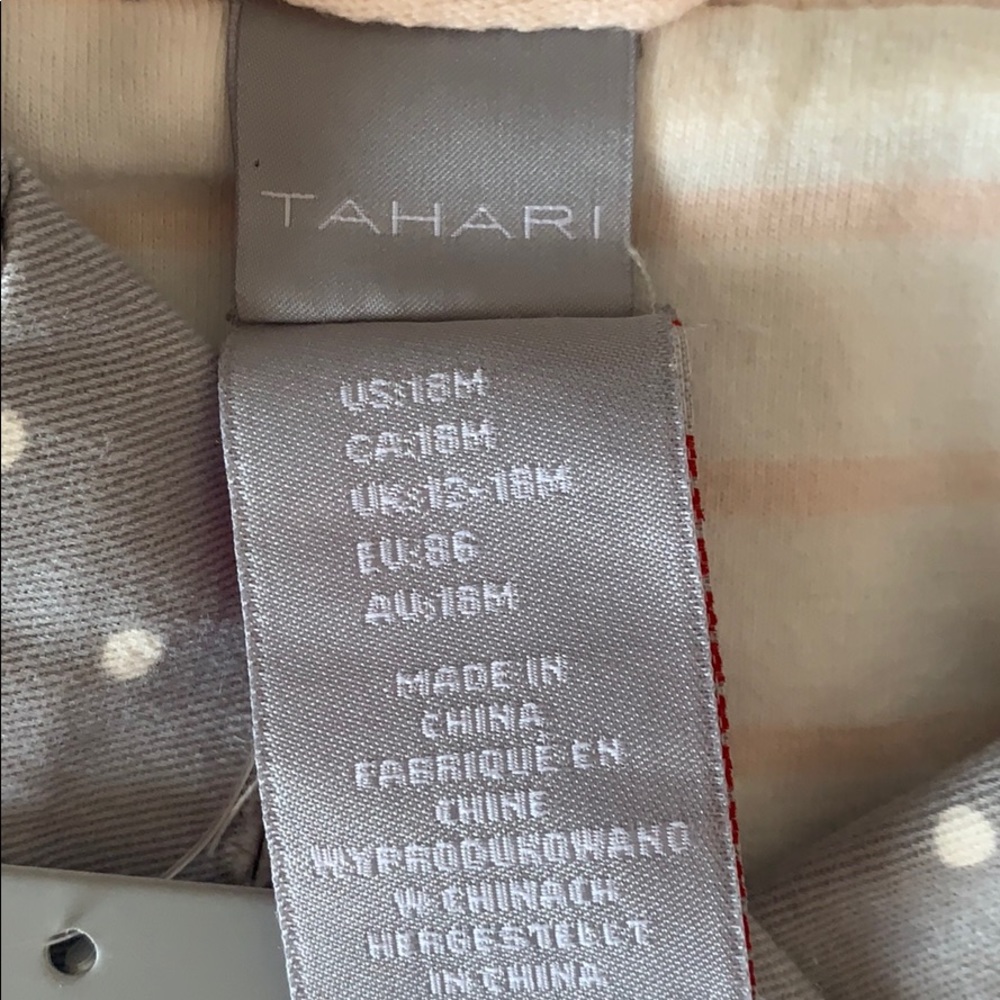 TAHARI
US:18M
CA:18M
UK:12-18M
EU:86
AU:18M
MADE IN
CHINA
FABRIQUÉ EN
CHINE
WYPRODUKOWANO
W CHINACH
HERGESTELLT
IN CHINA